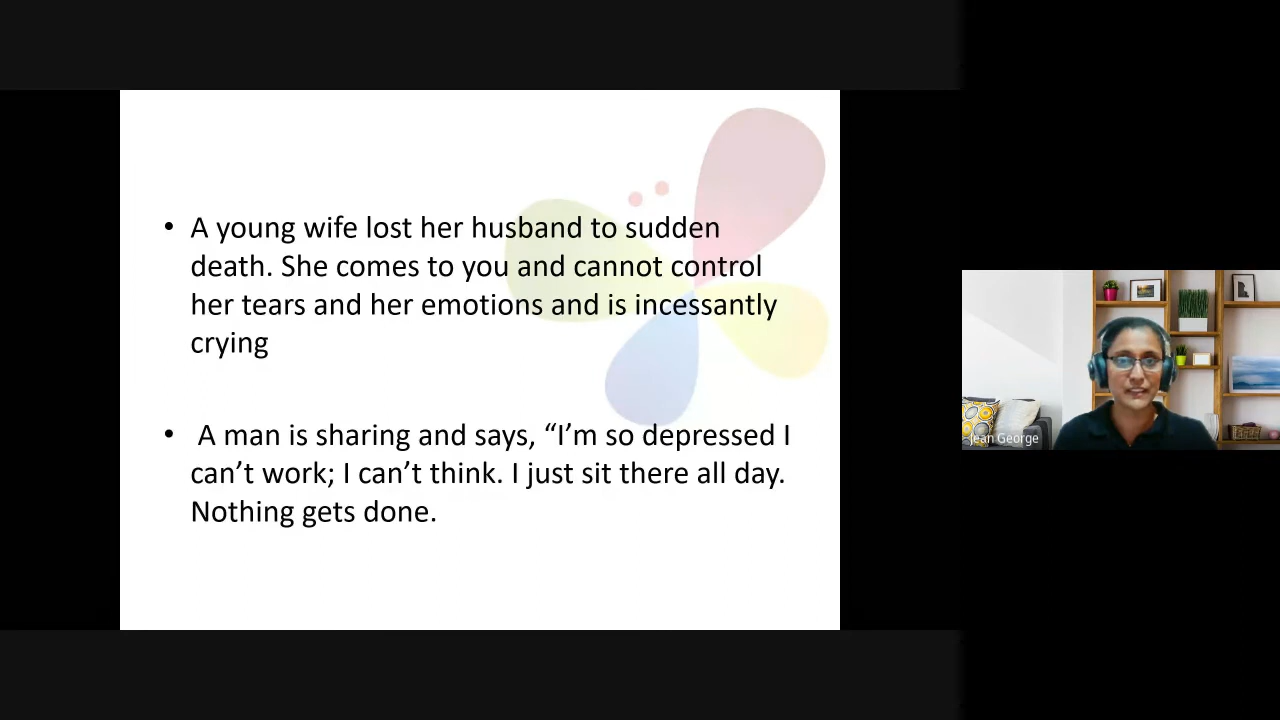 • A young wife lost her husband to sudden
death. She comes to you and cannot control
her tears and her emotions and is incessantly
crying
• A man is sharing and says, “I’m so depressed I
can’t work; I can’t think. I just sit there all day.
Nothing gets done.
Jean George